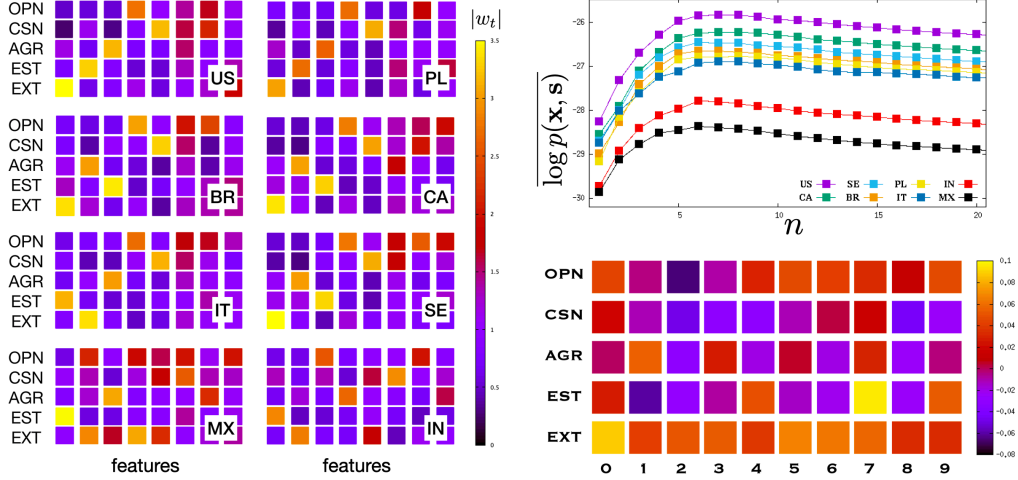 OPN
CSN
AGR
EST
EXT
US
PL
|w_t|
3.5
3
2.5
2
1.5
1
0.5
0
OPN
CSN
AGR
EST
EXT
BR
CA
OPN
CSN
AGR
EST
EXT
IT
SE
OPN
CSN
AGR
EST
EXT
MX
IN
features
features
log p(x, s)
-26
-27
-28
-29
-30
US SE PL IN
CA BR IT MX
5 10 15 20
n
OPN
CSN
AGR
EST
EXT
0 1 2 3 4 5 6 7 8 9
0,1
0,08
0,06
0,04
0,02
0
-0,02
-0,04
-0,06
-0,08